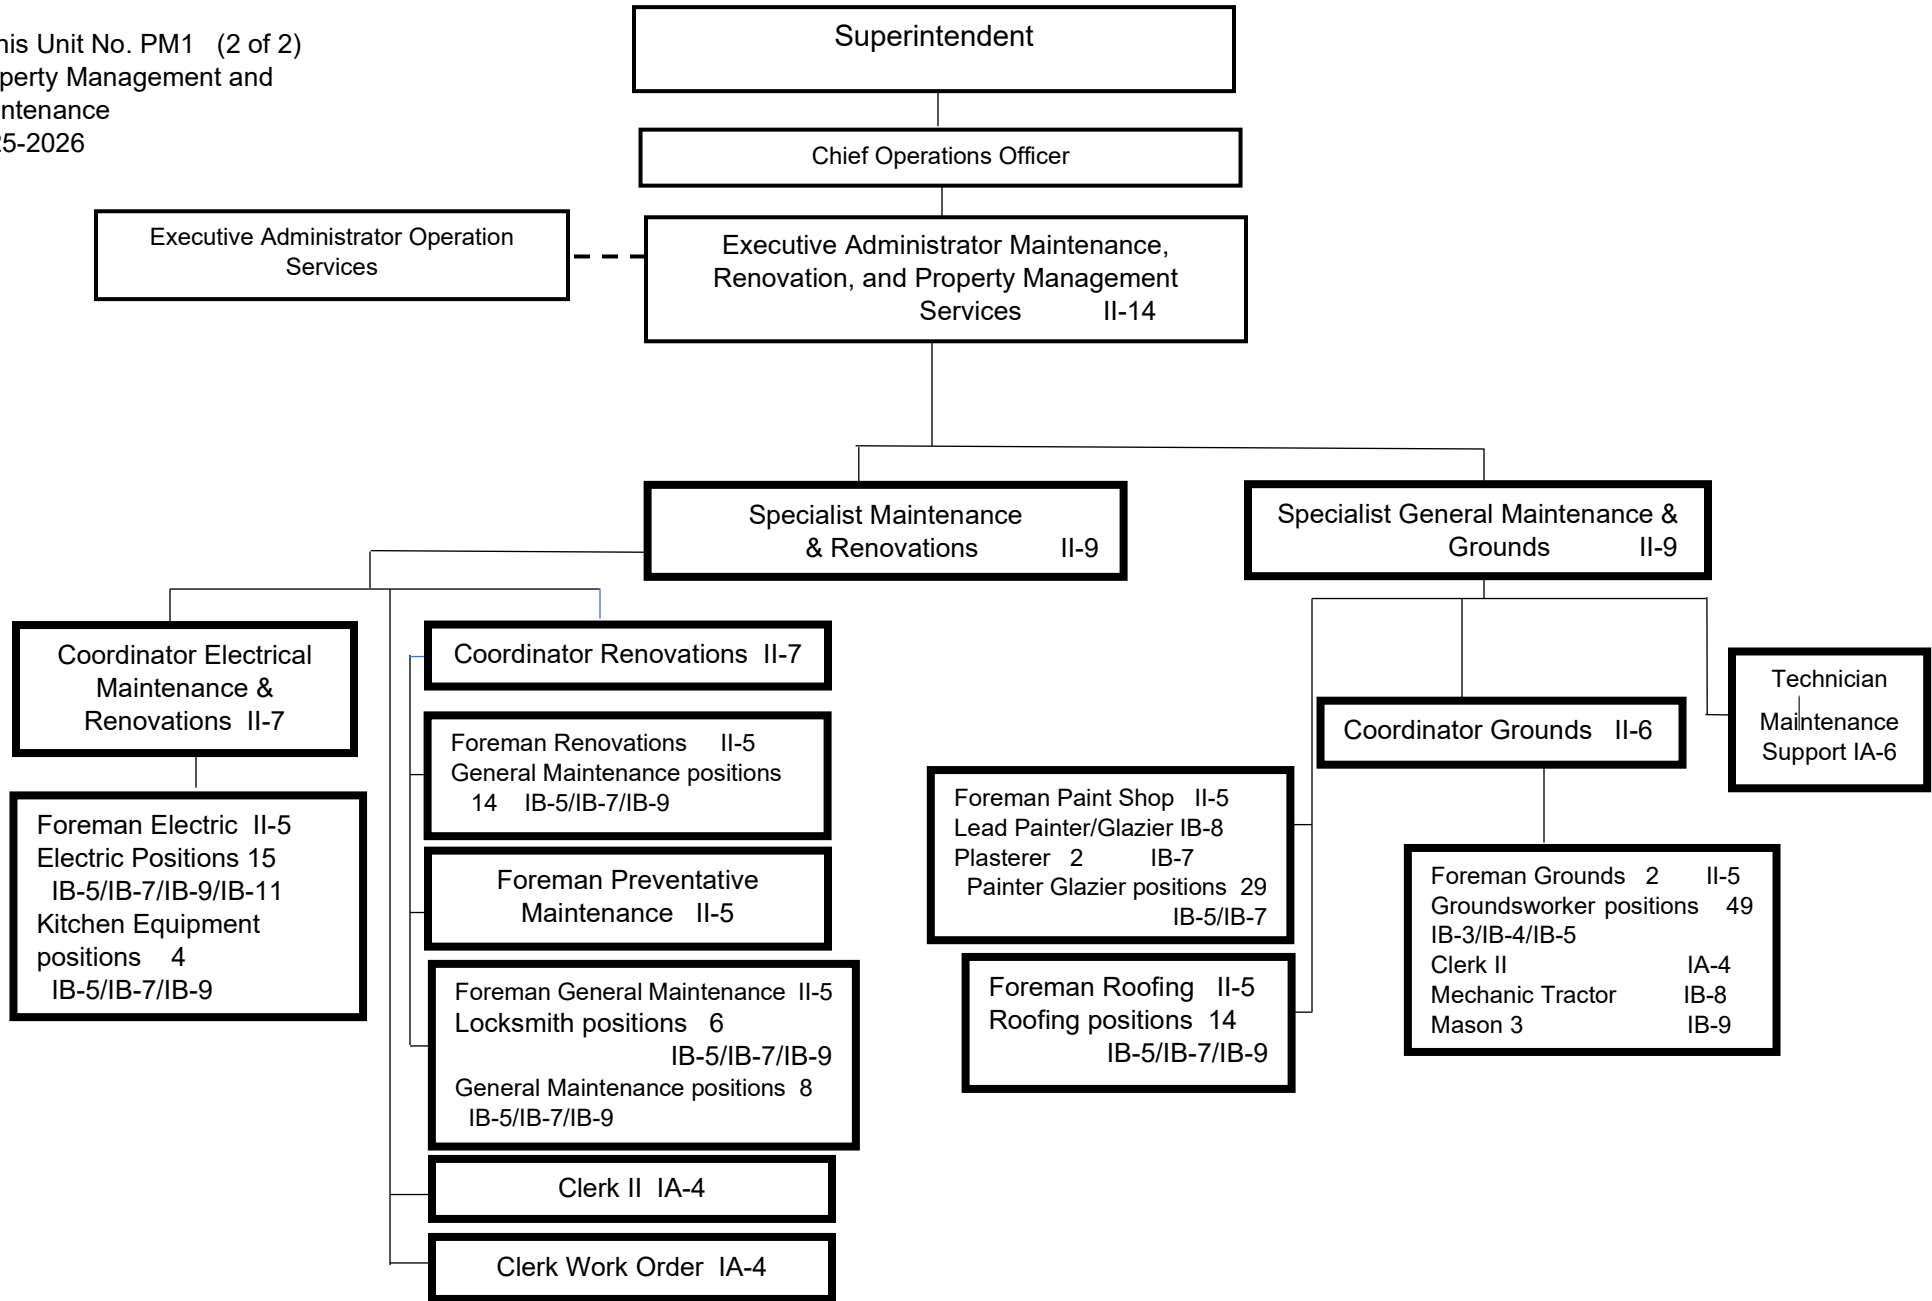 his Unit No. PM1 (2 of 2)
perty Management and
ntenance
25-2026
Superintendent
Chief Operations Officer
Executive Administrator Operation
Services
Executive Administrator Maintenance,
Renovation, and Property Management
Services II-14
Specialist Maintenance
& Renovations II-9
Specialist General Maintenance &
Grounds II-9
Coordinator Electrical
Maintenance &
Renovations II-7
Foreman Electric II-5
Electric Positions 15
IB-5/IB-7/IB-9/IB-11
Kitchen Equipment
positions 4
IB-5/IB-7/IB-9
Coordinator Renovations II-7
Foreman Renovations II-5
General Maintenance positions
14 IB-5/IB-7/IB-9
Foreman Preventative
Maintenance II-5
Foreman General Maintenance II-5
Locksmith positions 6
IB-5/IB-7/IB-9
General Maintenance positions 8
IB-5/IB-7/IB-9
Clerk II IA-4
Clerk Work Order IA-4
Foreman Paint Shop II-5
Lead Painter/Glazier IB-8
Plasterer 2 IB-7
Painter Glazier positions 29
IB-5/IB-7
Foreman Roofing II-5
Roofing positions 14
IB-5/IB-7/IB-9
Coordinator Grounds II-6
Foreman Grounds 2 II-5
Groundsworker positions 49
IB-3/IB-4/IB-5
Clerk II IA-4
Mechanic Tractor IB-8
Mason 3 IB-9
Technician
Maintenance
Support IA-6